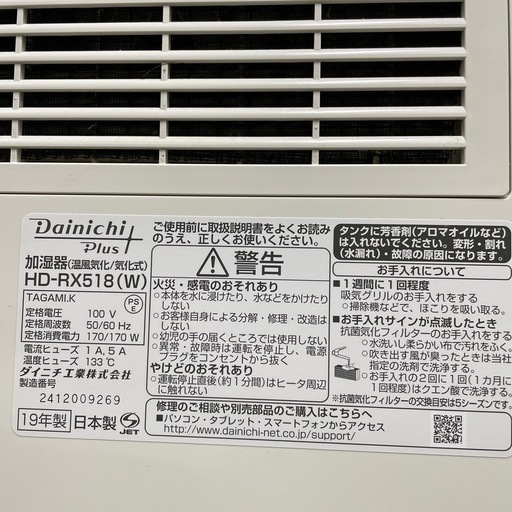 Dainichi Plus
加湿器(温風気化/気化式)
HD-RX518(W)
TAGAMI.K
定格電圧 100 V
定格周波数 50/60 Hz
定格消費電力 170/170 W
電流ヒューズ 1A, 5A
温度ヒューズ 133℃
ダイニチ工業株式会社
製造番号
2412009269
19年製 日本製 JET
PSE
ご使用前に取扱説明書をよくお読み
のうえ、正しくお使いください。
警告
火災・感電のおそれあり
•本体を水に浸けたり、水などをかけたり
しない
•お客様自身による分解・修理・改造は
しない
•幼児の手の届くところでは使用しない
•異常・故障時は運転を停止し、電源
プラグをコンセントから抜く
やけどのおそれあり
•運転停止直後(約1分間)はヒータ周辺
に触れない
修理のご相談や別売部品のご購入はこちらへ
■パソコン・タブレット・スマートフォンからアクセス
http://www.dainichi-net.co.jp/support/
タンクに芳香剤(アロマオイルなど)
は入れないでください。変形・割れ
(水漏れ)・故障の原因になります。
お手入れについて
■1週間に1回程度
吸気グリルのお手入れをする
•掃除機などで、ほこりを吸い取る。
■お手入れサインが点滅したとき
抗菌気化フィルターのお手入れをする
•水洗いし柔らかい布で汚れをふく。
•吹き出す風が臭ったときは当社
指定の洗剤で洗浄する。
•お手入れの2回に1回(1カ月に
1回程度)はクエン酸で洗浄する。
※抗菌気化フィルターの交換目安は5シーズンです。